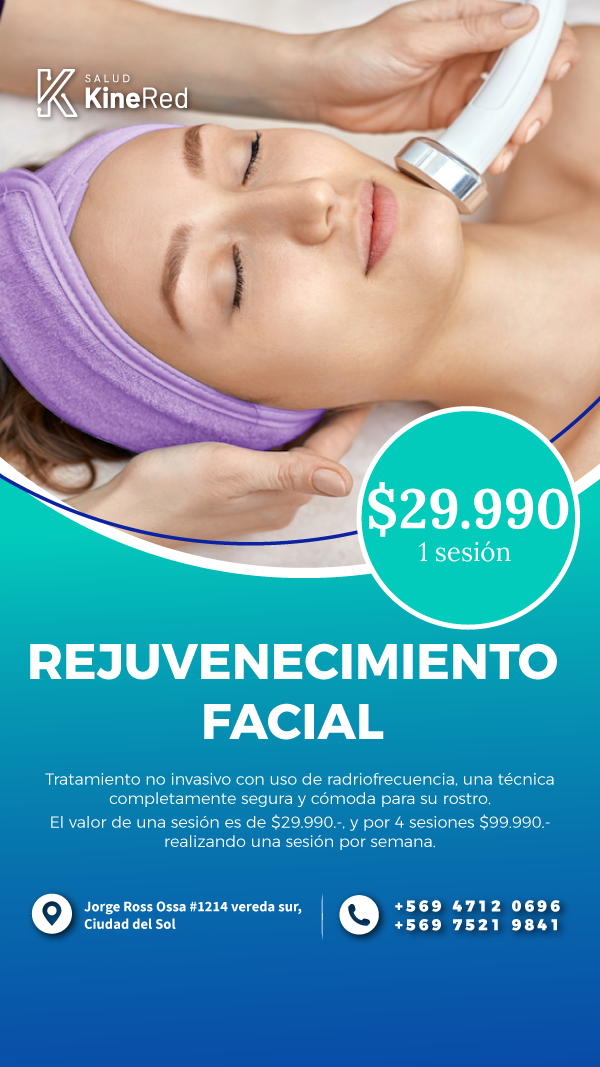 SALUD
KineRed
$29.990
1 sesión
REJUVENECIMIENTO
FACIAL
Tratamiento no invasivo con uso de radriofrecuencia, una técnica
completamente segura y cómoda para su rostro.
El valor de una sesión es de $29.990.-, y por 4 sesiones $99.990.-
realizando una sesión por semana.
Jorge Ross Ossa #1214 vereda sur,
Ciudad del Sol
+569 4712 0696
+569 7521 9841